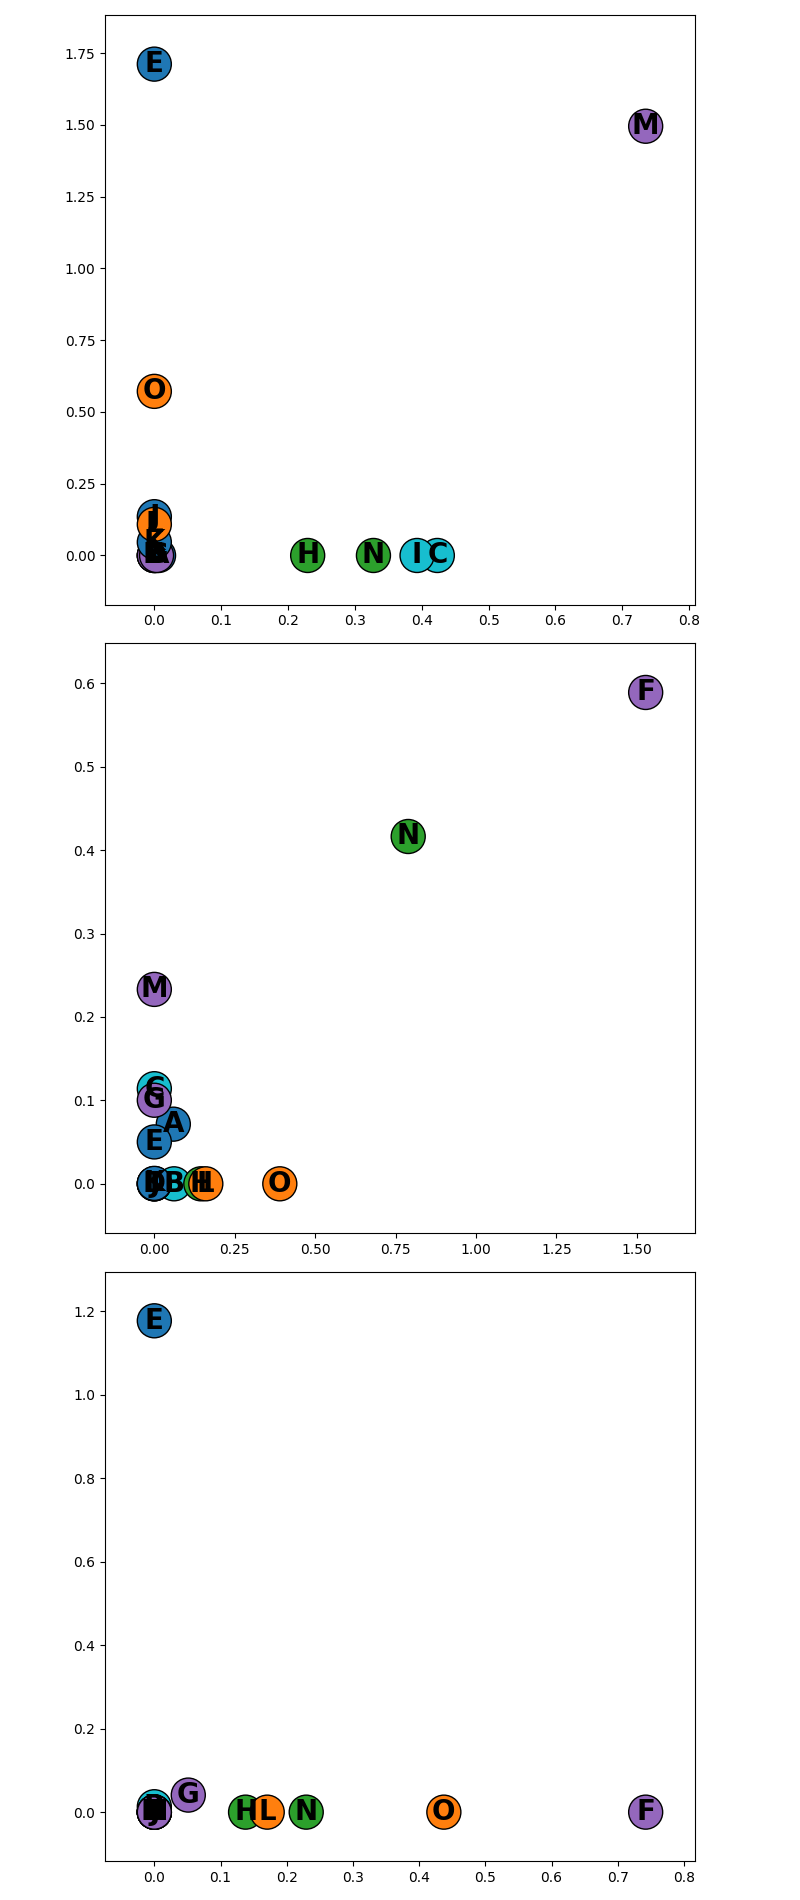 1.75
E
1.50
M
1.25
1.00
0.75
O
0.50
0.25
J
L
K
0.00
H N I C
0.0 0.1 0.2 0.3 0.4 0.5 0.6 0.7 0.8
F
0.6
0.5
N
0.4
0.3
M
0.2
C
0.1 G
A
E
0.0 J B H L O
0.00 0.25 0.50 0.75 1.00 1.25 1.50
1.2
E
1.0
0.8
0.6
0.4
0.2
G
0.0 H L N O F
0.0 0.1 0.2 0.3 0.4 0.5 0.6 0.7 0.8